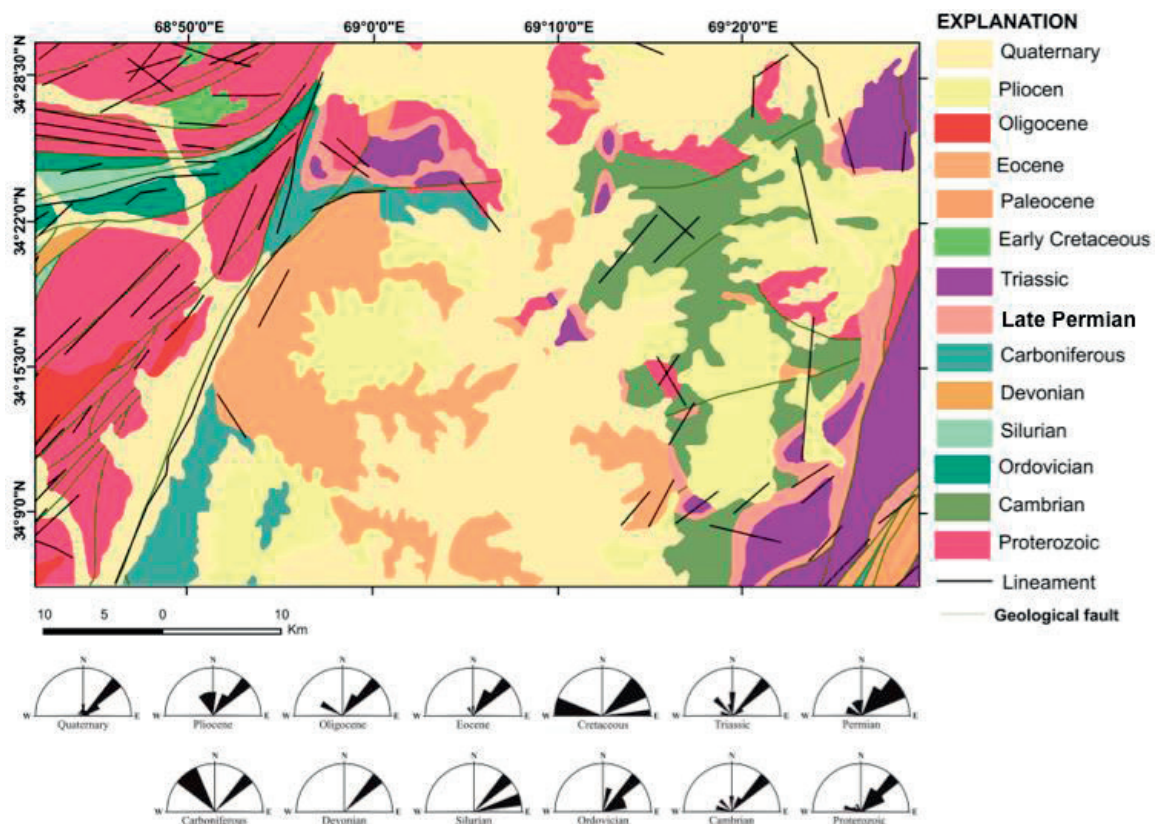 68°50'0"E 69°0'0"E 69°10'0"E 69°20'0"E
34°28'30"N
34°22'0"N
34°15'30"N
34°9'0"N
EXPLANATION
Quaternary
Pliocen
Oligocene
Eocene
Paleocene
Early Cretaceous
Triassic
Late Permian
Carboniferous
Devonian
Silurian
Ordovician
Cambrian
Proterozoic
Lineament
Geological fault
10 5 0 10
Km
N N N N N N N
W E W E W E W E W E W E W E
Quaternary Pliocene Oligocene Eocene Cretaceous Triassic Permian
N N N N N N
W E W E W E W E W E W E
Carboniferous Devonian Silurian Ordovician Cambrian Proterozoic